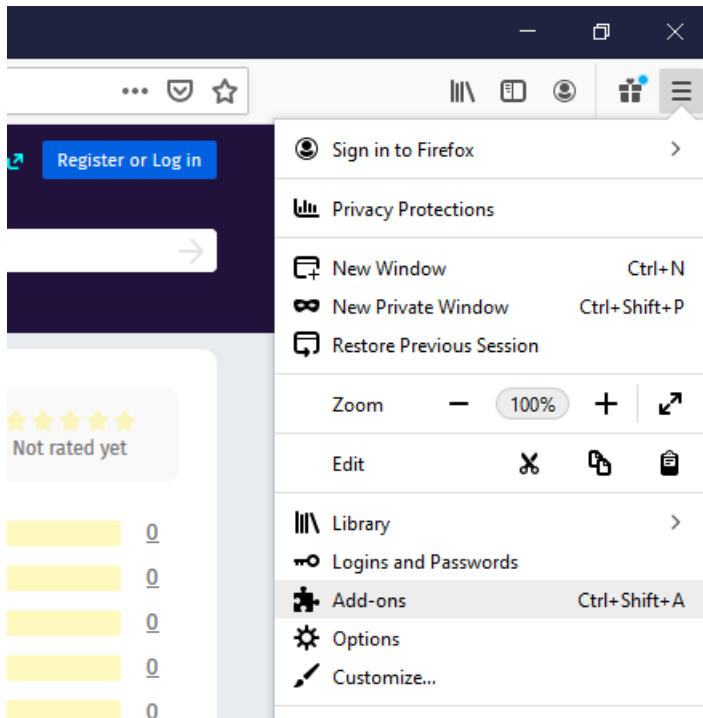 Register or Log in
Not rated yet
0
0
0
0
0
Sign in to Firefox
Privacy Protections
New Window Ctrl+N
New Private Window Ctrl+Shift+P
Restore Previous Session
Zoom 100%
Edit
Library
Logins and Passwords
Add-ons Ctrl+Shift+A
Options
Customize...